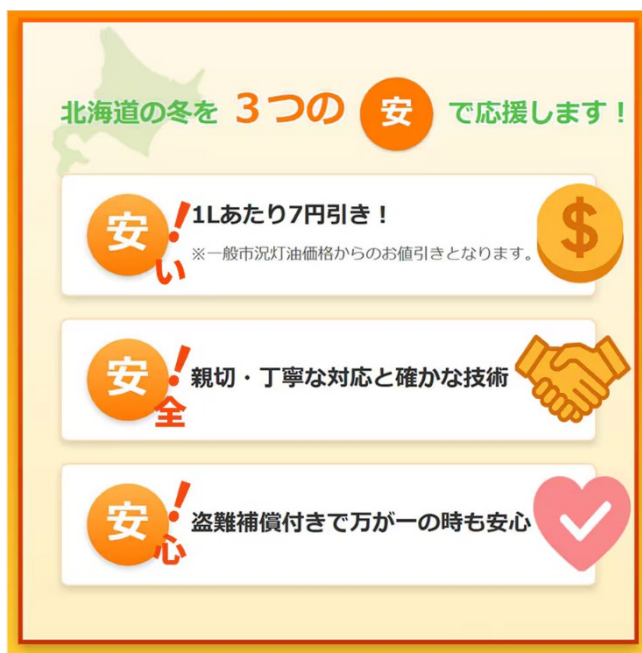 北海道の冬を 3つの 安 で応援します！
安い！
1Lあたり7円引き！
※一般市況灯油価格からのお値引きとなります。
$
安全！
親切・丁寧な対応と確かな技術
安心！
盗難補償付きで万が一の時も安心